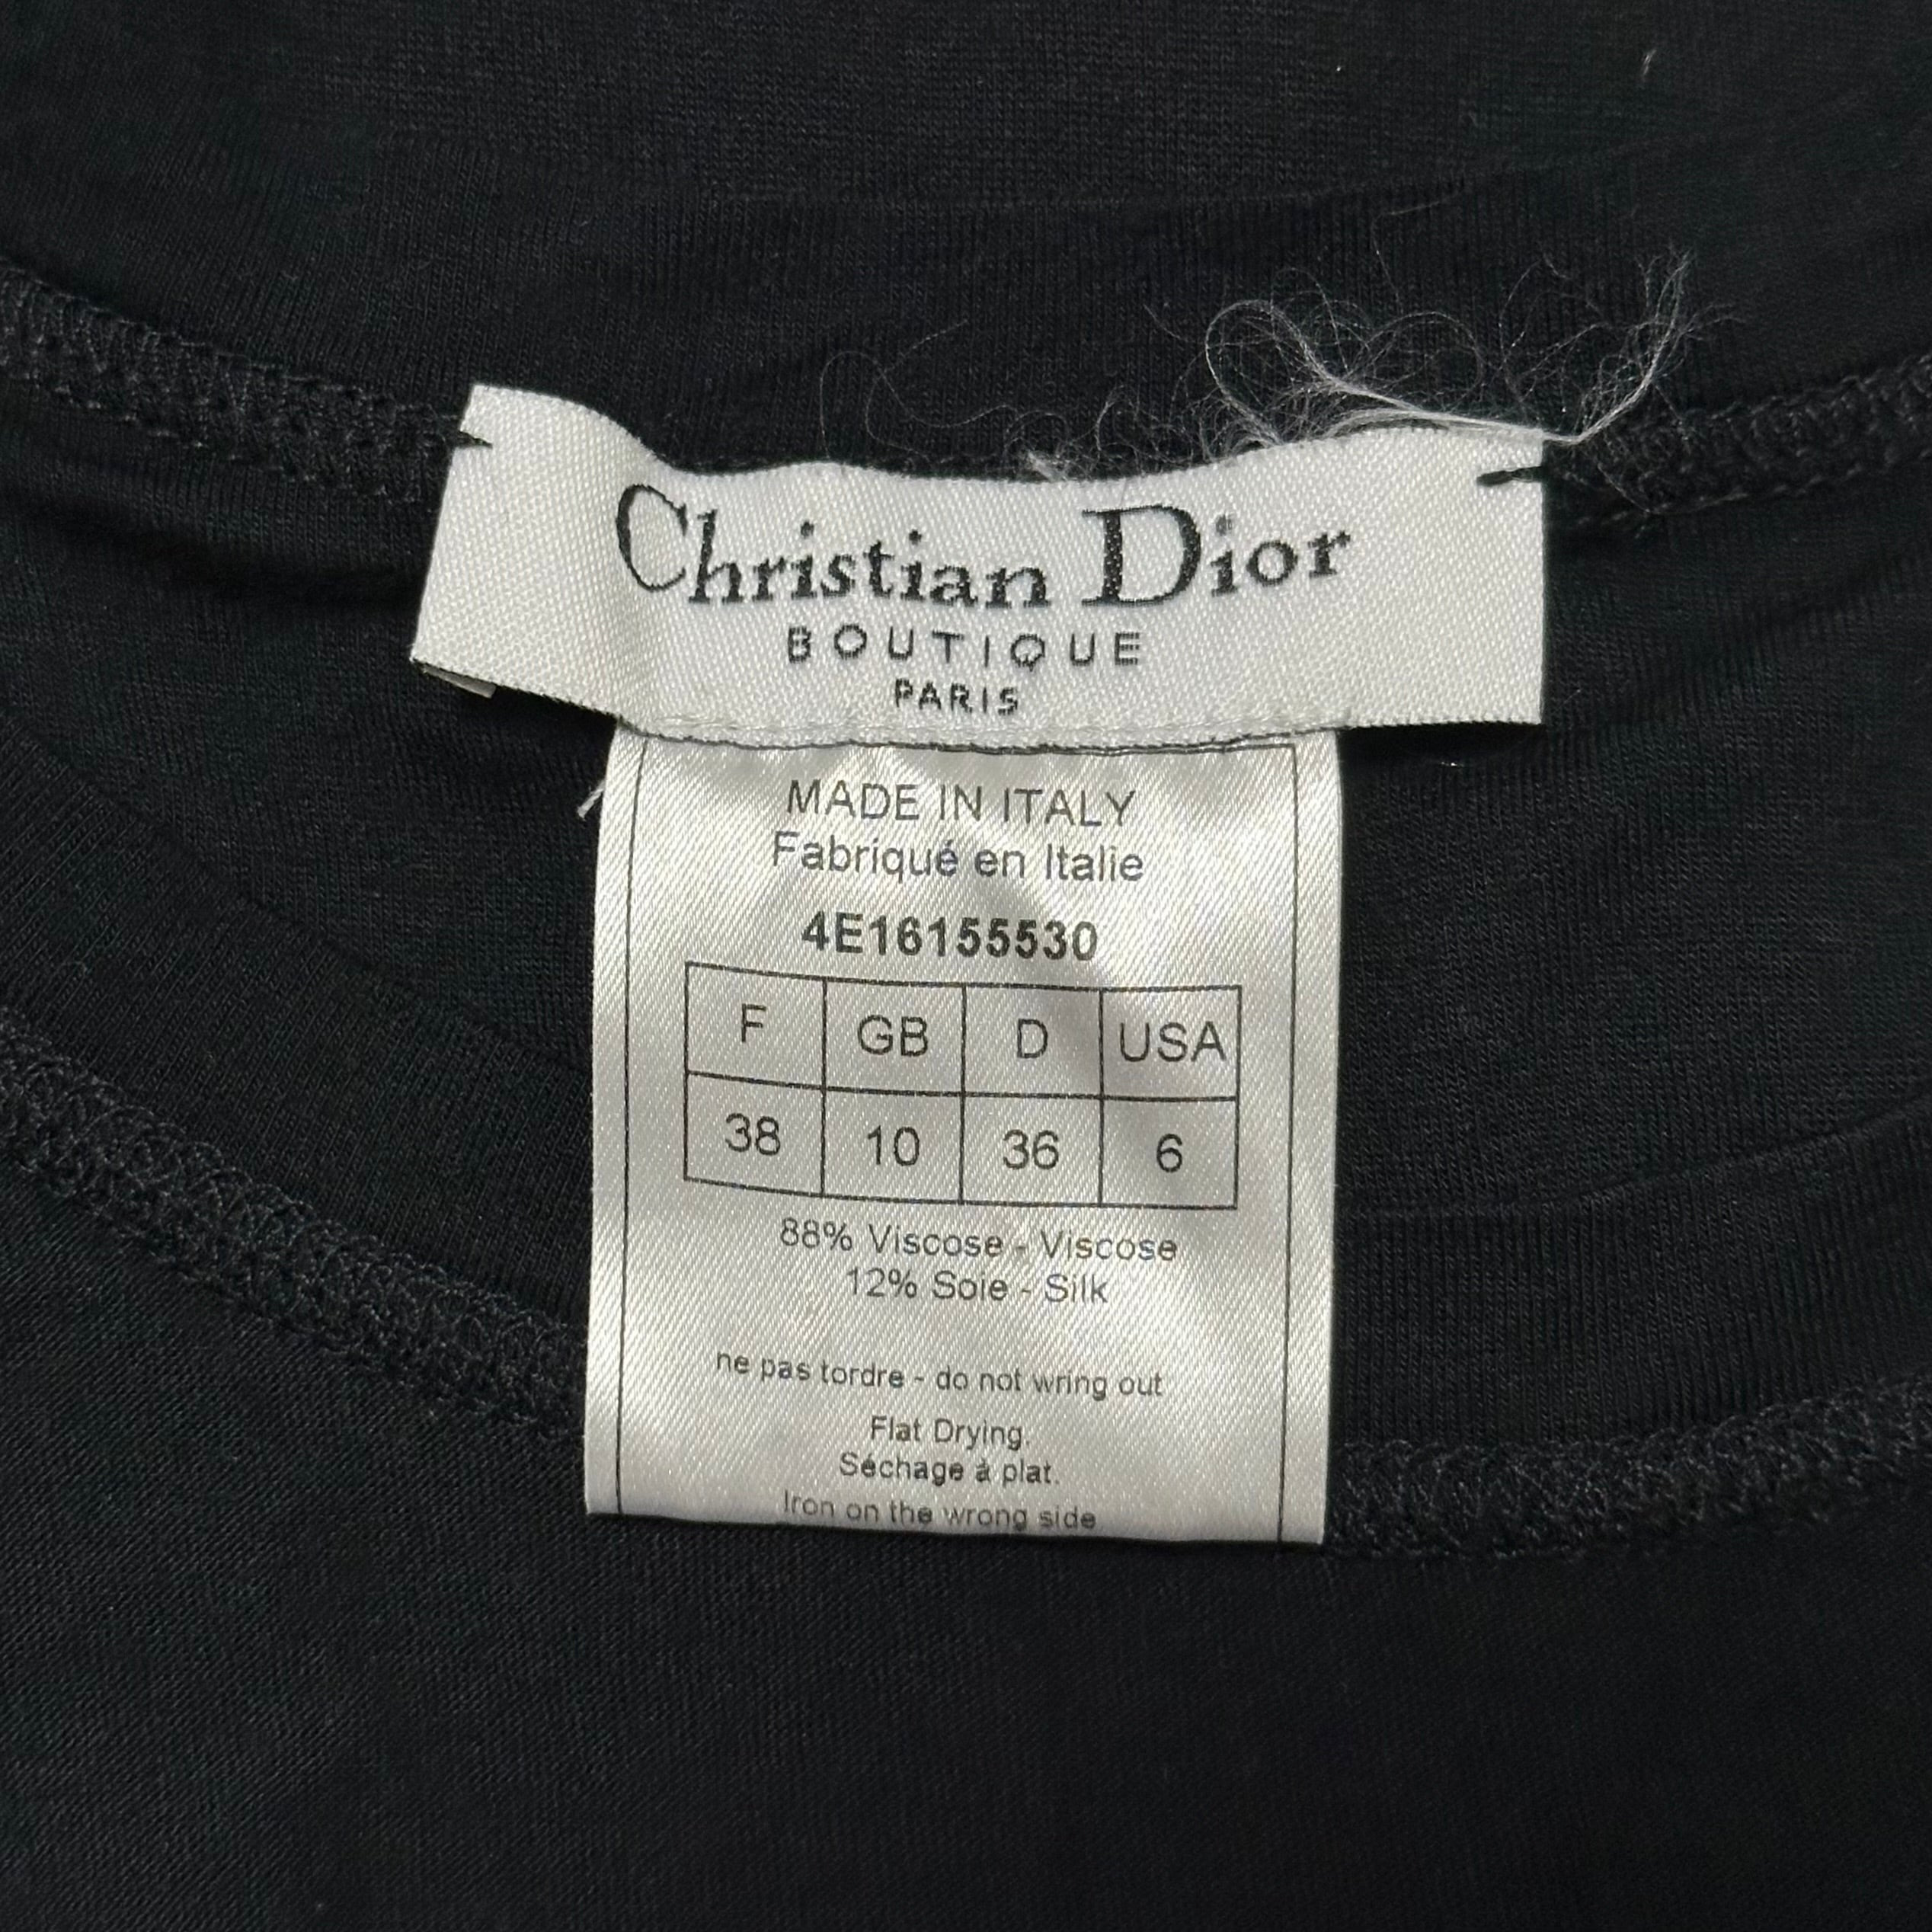 Christian Dior
BOUTIQUE
PARIS
MADE IN ITALY
Fabriqué en Italie
4E16155530
F GB D USA
38 10 36 6
88% Viscose - Viscose
12% Soie - Silk
ne pas tordre - do not wring out
Flat Drying.
Séchage à plat.
Iron on the wrong side